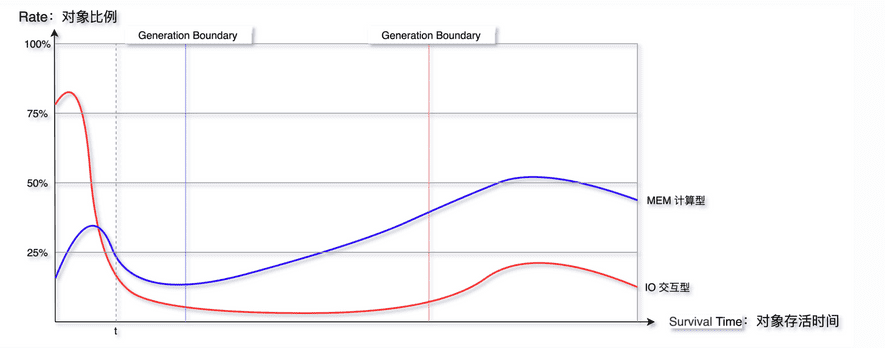 Rate：对象比例
Generation Boundary
Generation Boundary
100%
75%
50%
25%
MEM 计算型
IO 交互型
Survival Time：对象存活时间
t